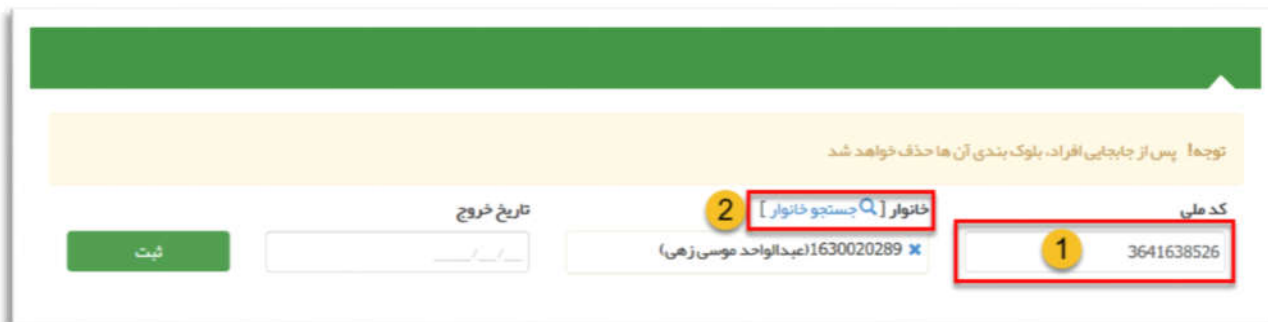 توجه! پس از جابجایی افراد، بلوک بندی آن ها حذف خواهد شد
کد ملی
خانوار [ جستجو خانوار ]
2
تاریخ خروج
3641638526
1
1630020289(عبدالواحد موسی زهی)
__/__/____
ثبت